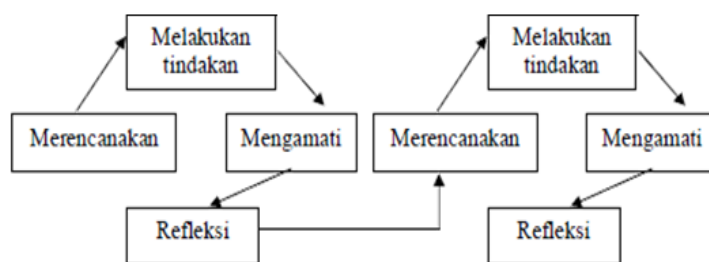 Melakukan
tindakan
Melakukan
tindakan
Merencanakan
Mengamati
Merencanakan
Mengamati
Refleksi
Refleksi